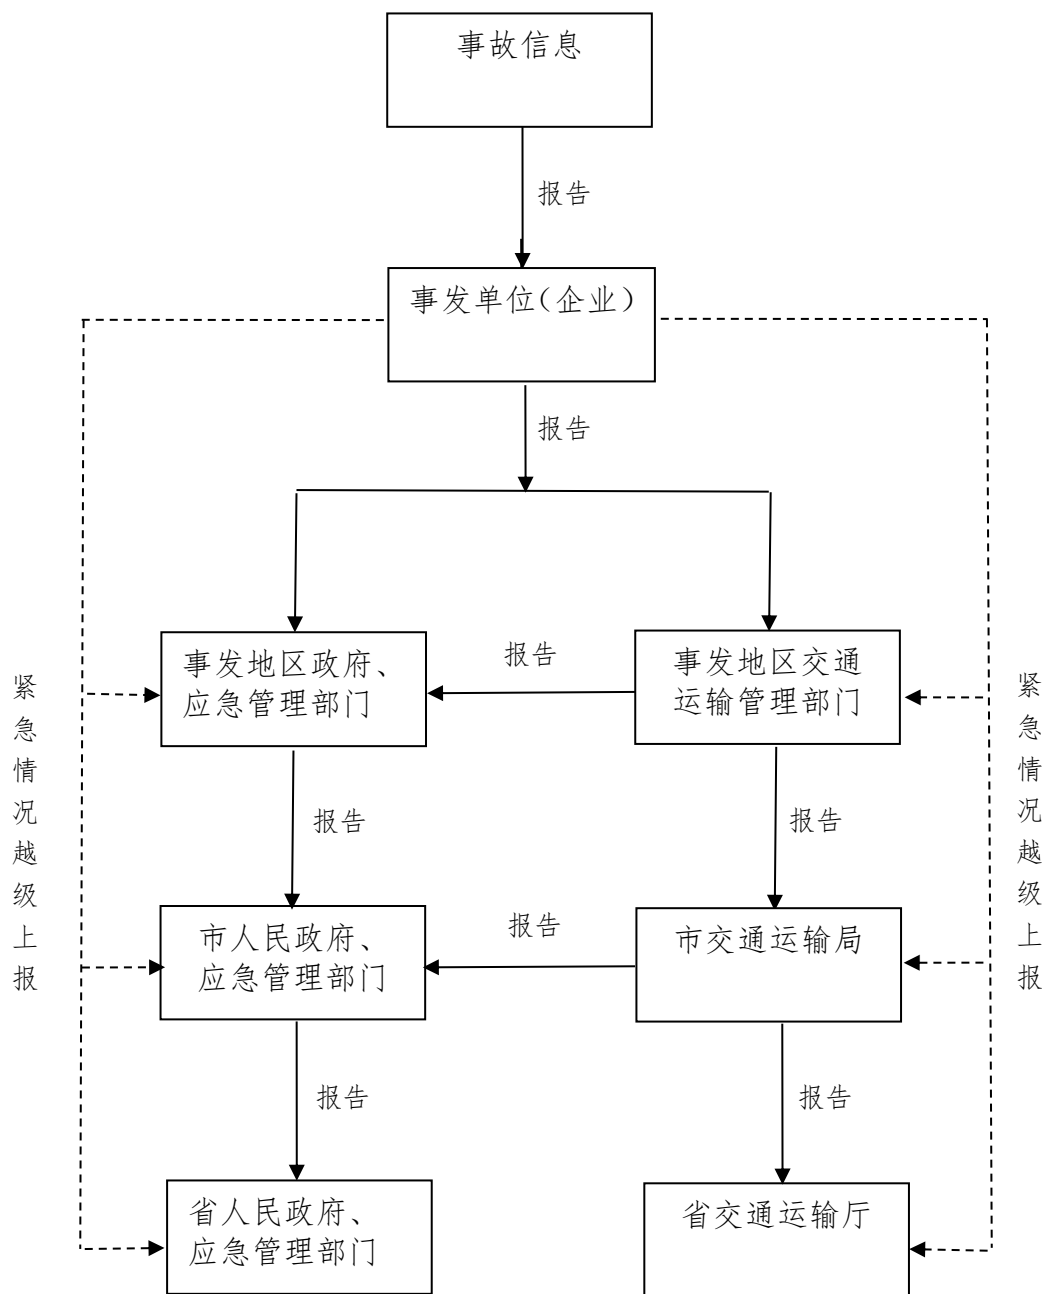 事故信息
报告
事发单位(企业)
报告
事发地区政府、
应急管理部门
报告
事发地区交通
运输管理部门
紧急情况越级上报
紧急情况越级上报
报告
报告
市人民政府、
应急管理部门
报告
市交通运输局
报告
报告
省人民政府、
应急管理部门
省交通运输厅